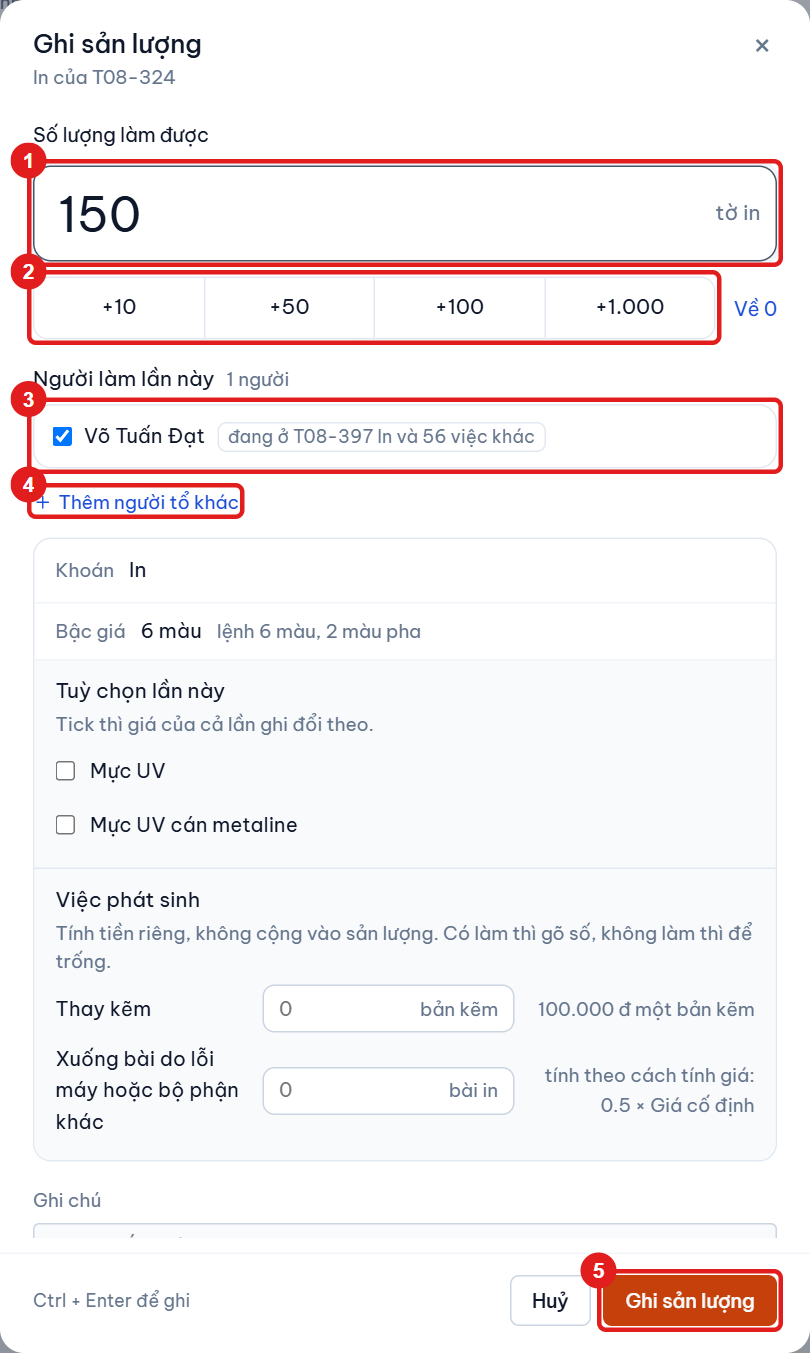 Ghi sản lượng
×
In của T08-324
Số lượng làm được
1
150 tờ in
2
+10 +50 +100 +1.000 Về 0
Người làm lần này 1 người
3
Võ Tuấn Đạt đang ở T08-397 In và 56 việc khác
4
+ Thêm người tổ khác
Khoán In
Bậc giá 6 màu lệnh 6 màu, 2 màu pha
Tuỳ chọn lần này
Tick thì giá của cả lần ghi đổi theo.
Mực UV
Mực UV cán metaline
Việc phát sinh
Tính tiền riêng, không cộng vào sản lượng. Có làm thì gõ số, không làm thì để
trống.
Thay kẽm 0 bản kẽm 100.000 đ một bản kẽm
Xuống bài do lỗi
máy hoặc bộ phận
khác
0 bài in
tính theo cách tính giá:
0.5 × Giá cố định
Ghi chú
5
Ctrl + Enter để ghi Huỷ Ghi sản lượng